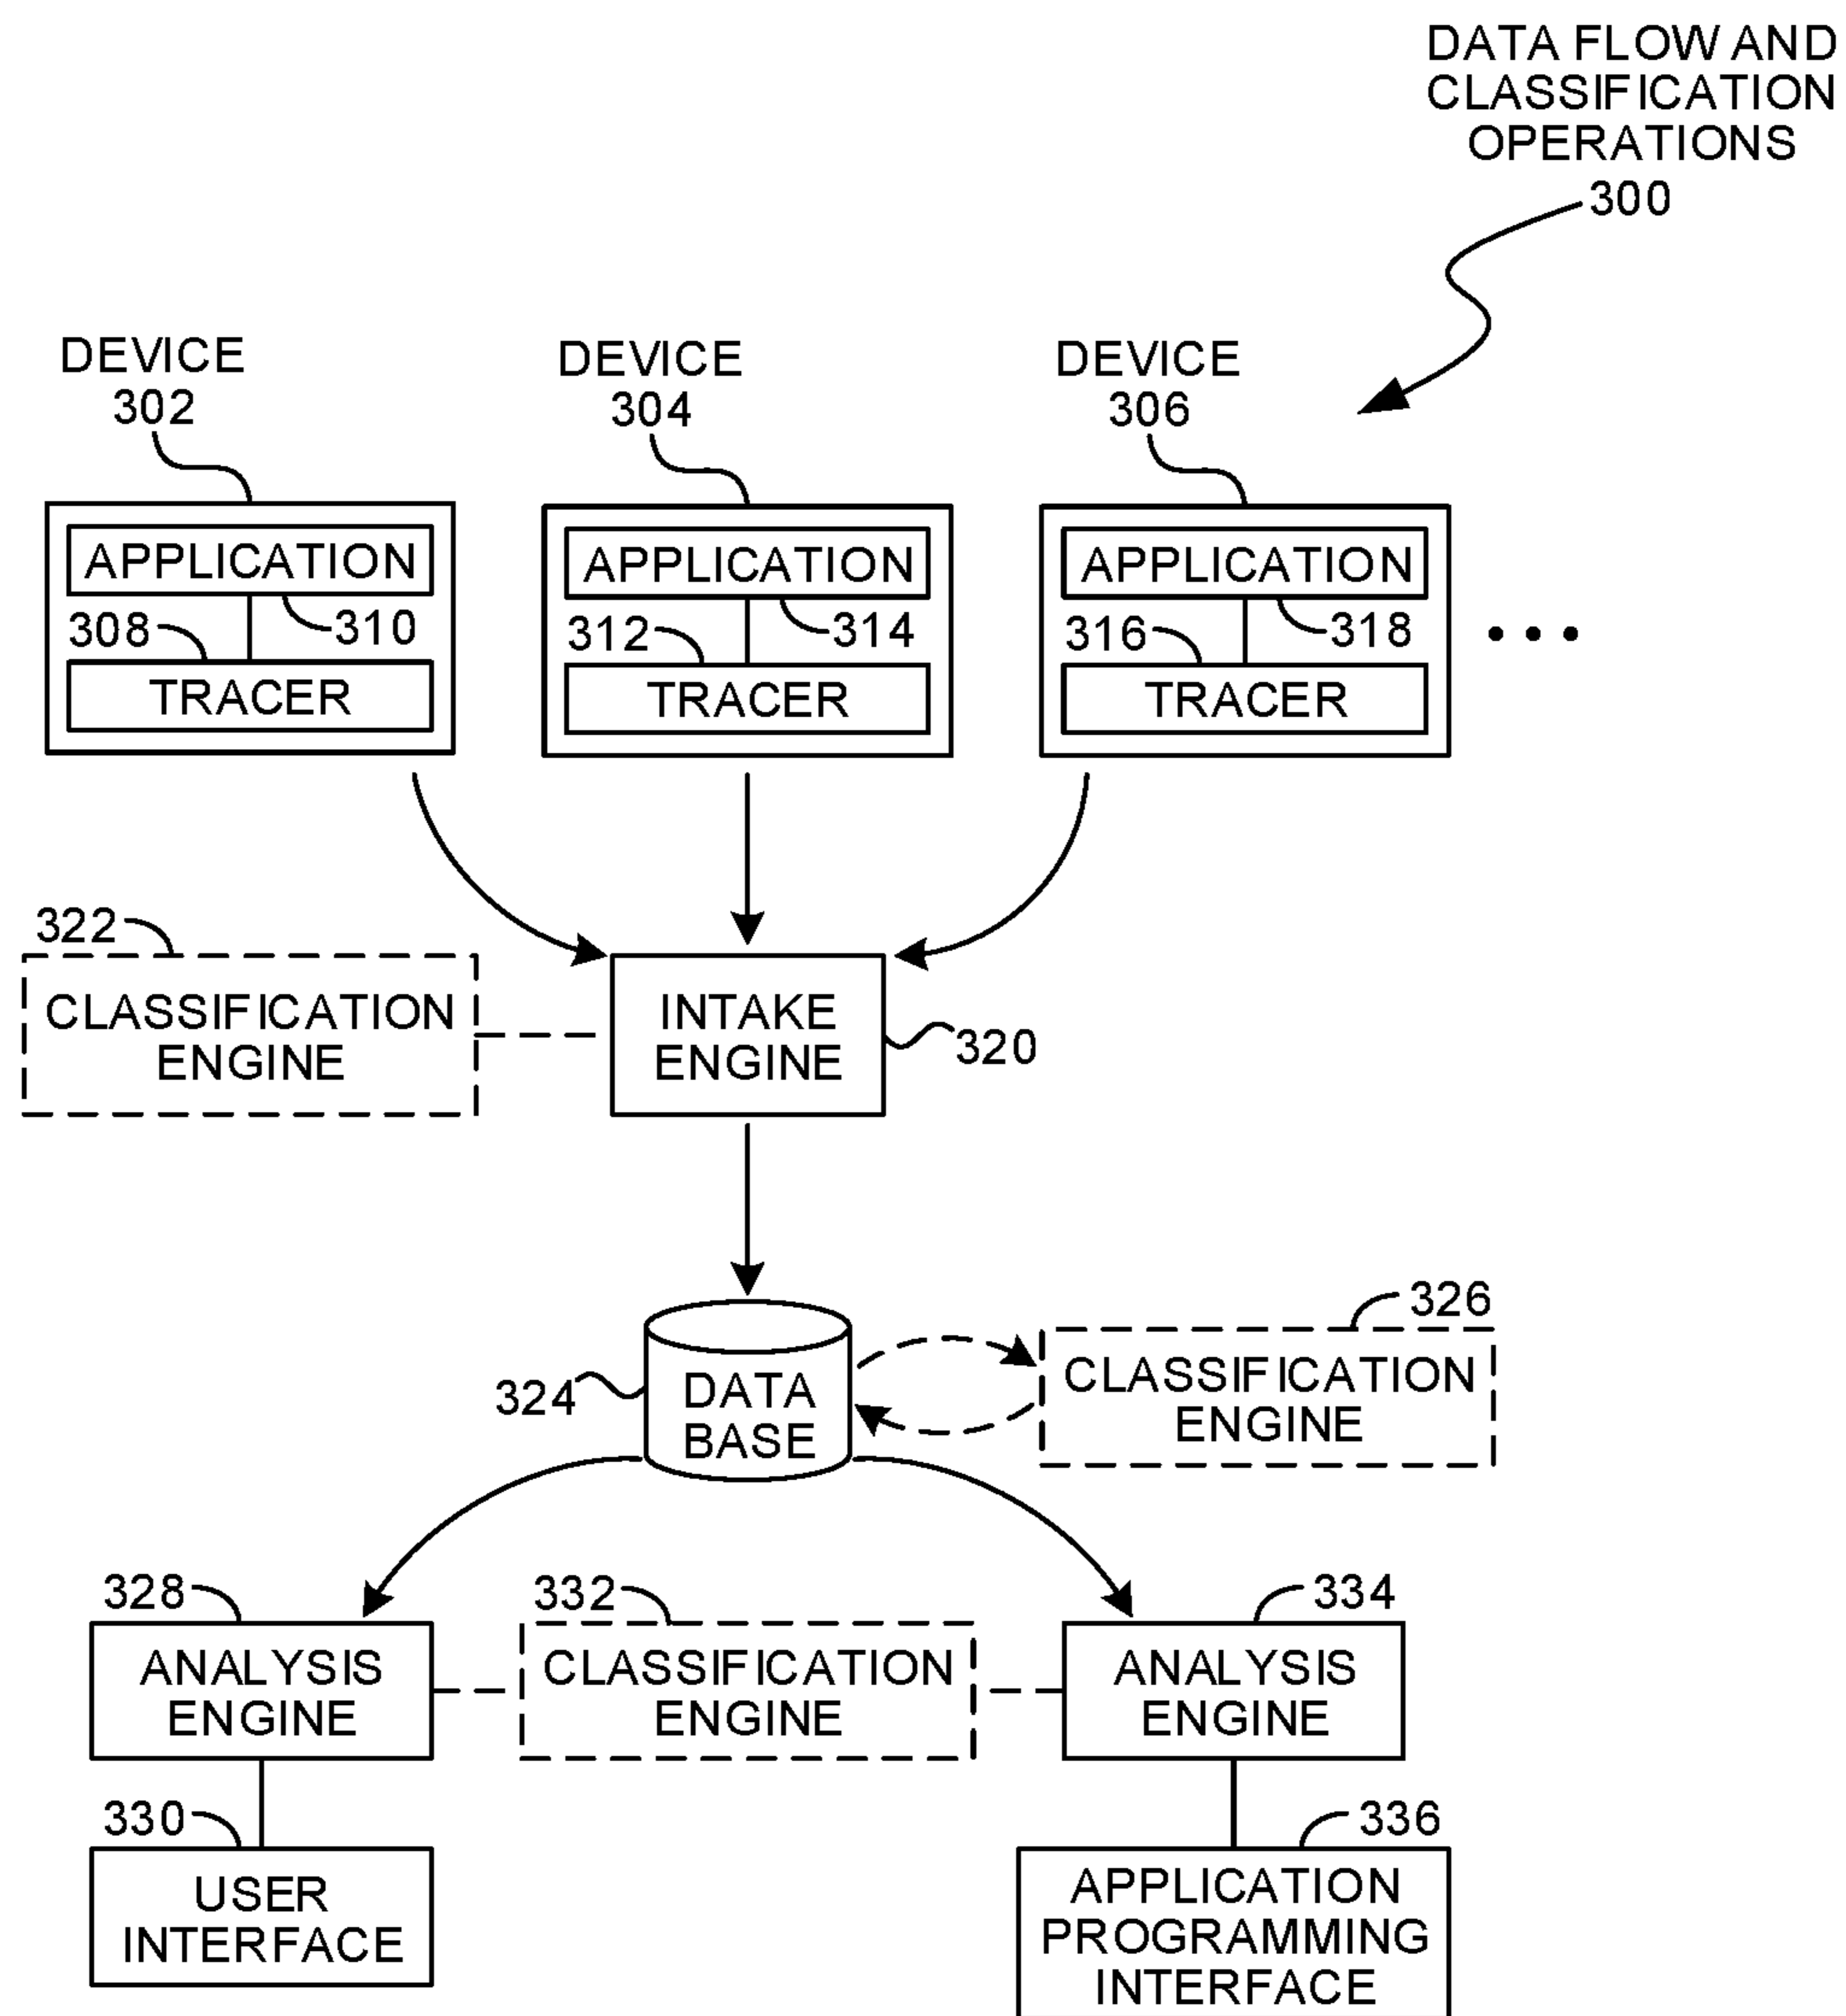 DATA FLOW AND
CLASSIFICATION
OPERATIONS
300
DEVICE
302
DEVICE
304
DEVICE
306
APPLICATION
308
310
TRACER
APPLICATION
312
314
TRACER
APPLICATION
316
318
TRACER
322
CLASSIFICATION
ENGINE
INTAKE
ENGINE
320
324
DATA
BASE
326
CLASSIFICATION
ENGINE
328
ANALYSIS
ENGINE
332
CLASSIFICATION
ENGINE
334
ANALYSIS
ENGINE
330
USER
INTERFACE
336
APPLICATION
PROGRAMMING
INTERFACE